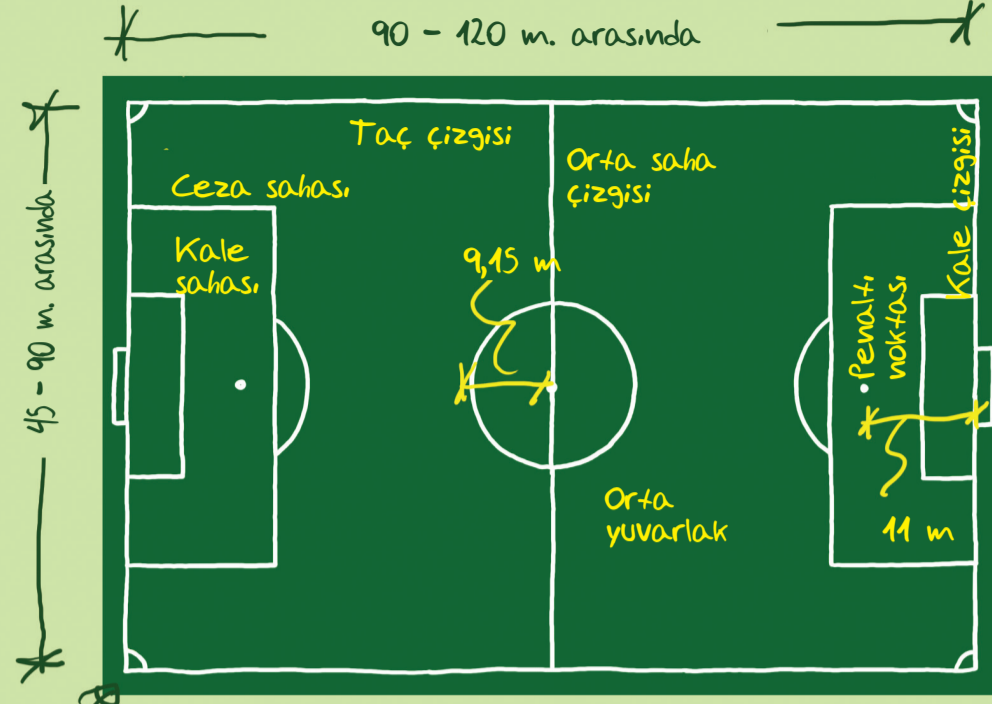 90 - 120 m. arasında
45 - 90 m. arasında
Taç çizgisi
Orta saha
çizgisi
Ceza sahası
Kale
sahası
9,15 m
Kale çizgisi
Penaltı
noktası
Orta
yuvarlak
11 m